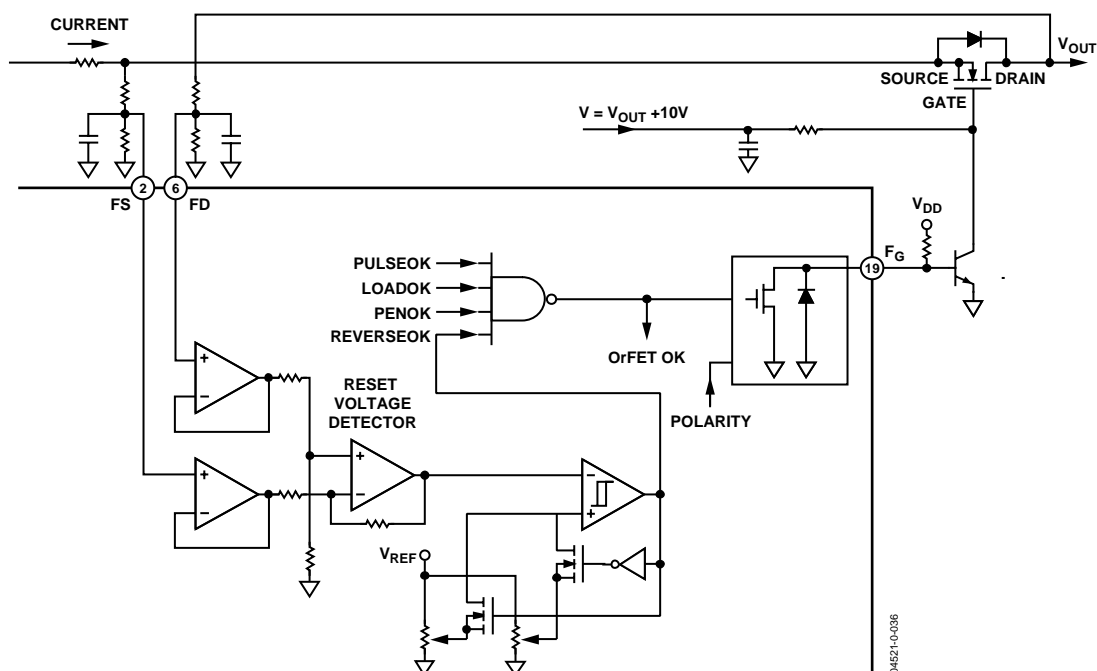 CURRENT
VOUT
SOURCE
DRAIN
GATE
V = VOUT +10V
2
6
FS
FD
VDD
FG
19
PULSEOK
LOADOK
PENOK
REVERSEOK
OrFET OK
POLARITY
RESET
VOLTAGE
DETECTOR
+
−
+
−
+
−
−
+
VREF
04521-0-036